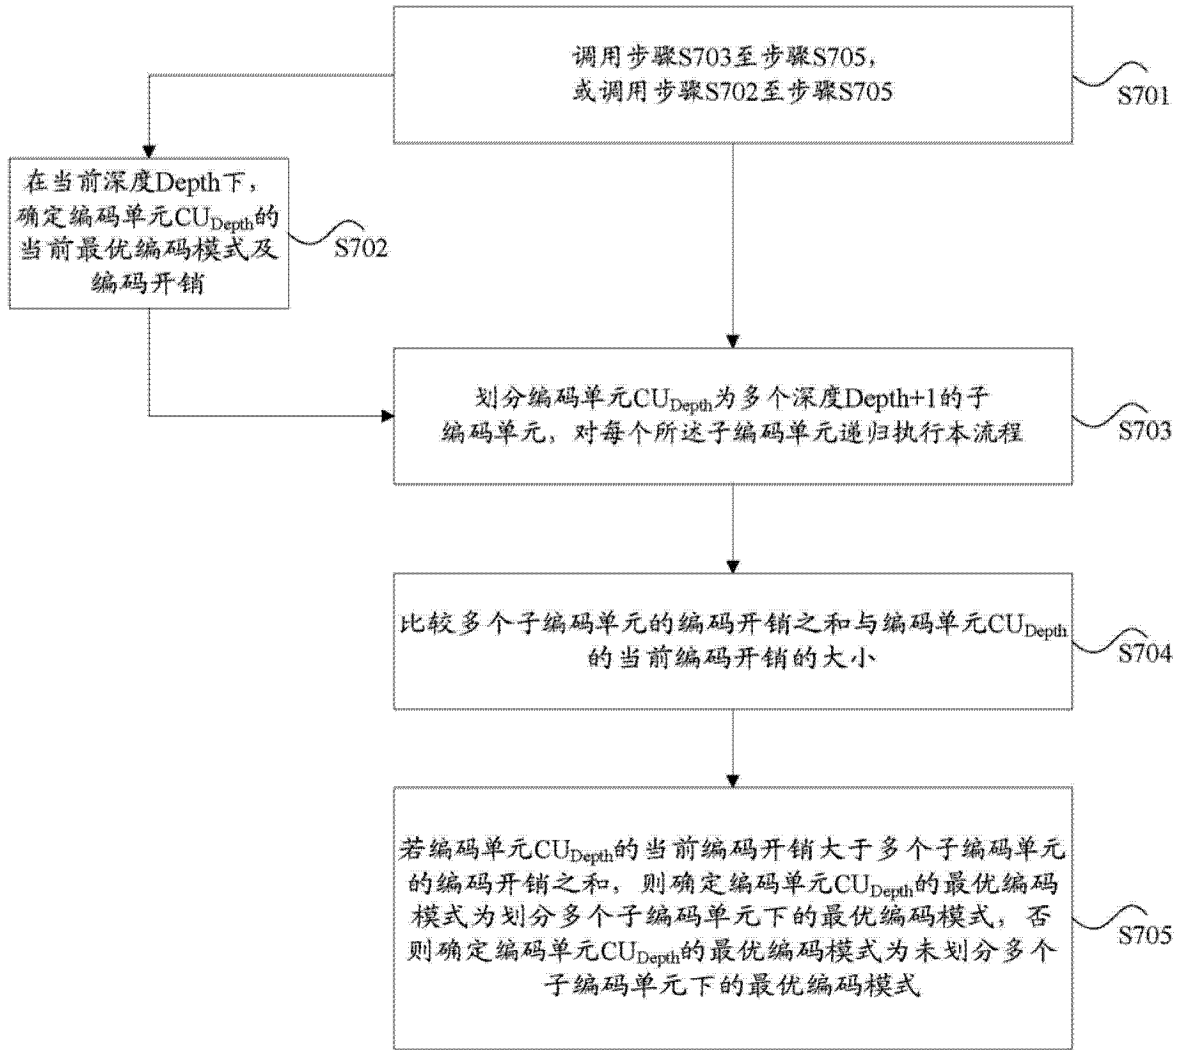 调用步骤S703至步骤S705，
或调用步骤S702至步骤S705
S701
在当前深度Depth下，
确定编码单元CU_Depth的
当前最优编码模式及
编码开销
S702
划分编码单元CU_Depth为多个深度Depth+1的子
编码单元，对每个所述子编码单元递归执行本流程
S703
比较多个子编码单元的编码开销之和与编码单元CU_Depth
的当前编码开销的大小
S704
若编码单元CU_Depth的当前编码开销大于多个子编码单元
的编码开销之和，则确定编码单元CU_Depth的最优编码
模式为划分多个子编码单元下的最优编码模式，否
则确定编码单元CU_Depth的最优编码模式为未划分多个
子编码单元下的最优编码模式
S705